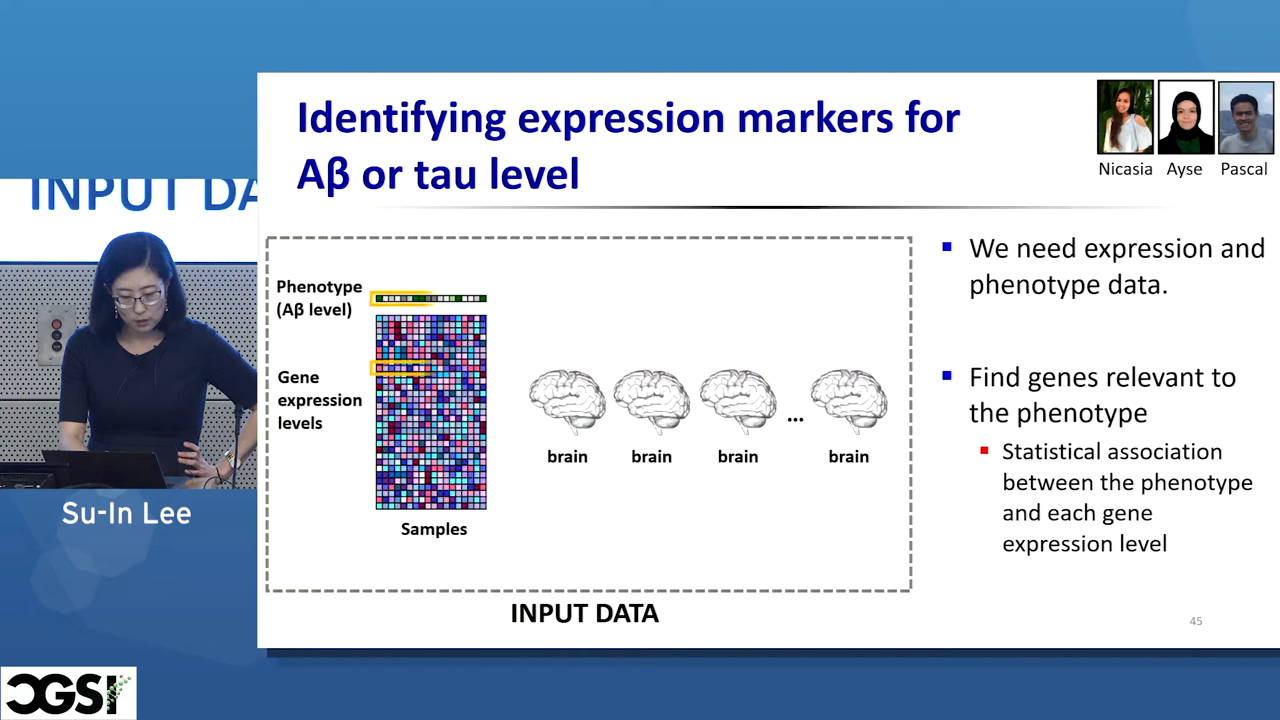 Identifying expression markers for
Aβ or tau level
Nicasia Ayse Pascal
INPUT DA
Phenotype
(Aβ level)
Gene
expression
levels
Samples
brain brain brain ... brain
INPUT DATA
▪ We need expression and
phenotype data.
▪ Find genes relevant to
the phenotype
▪ Statistical association
between the phenotype
and each gene
expression level
45
Su-In Lee
CGSI